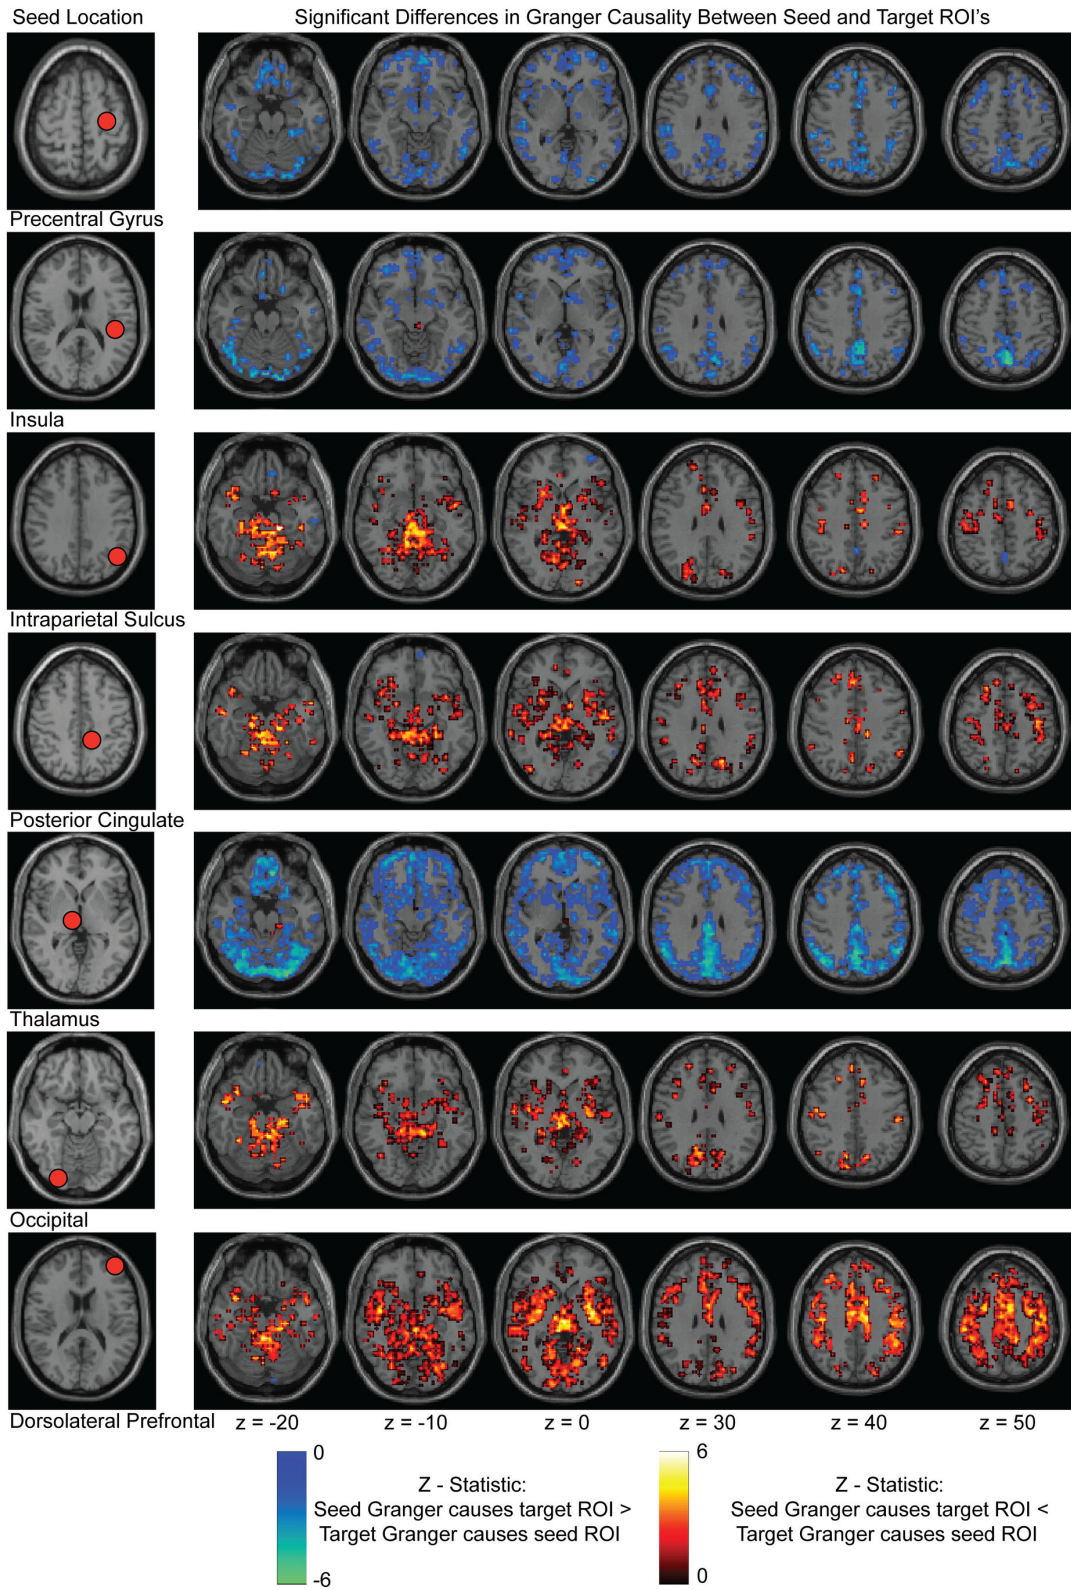 Seed Location
Significant Differences in Granger Causality Between Seed and Target ROI's
Precentral Gyrus
Insula
Intraparietal Sulcus
Posterior Cingulate
Thalamus
Occipital
Dorsolateral Prefrontal
z = -20
z = -10
z = 0
z = 30
z = 40
z = 50
0
-6
Z - Statistic:
Seed Granger causes target ROI >
Target Granger causes seed ROI
6
0
Z - Statistic:
Seed Granger causes target ROI <
Target Granger causes seed ROI